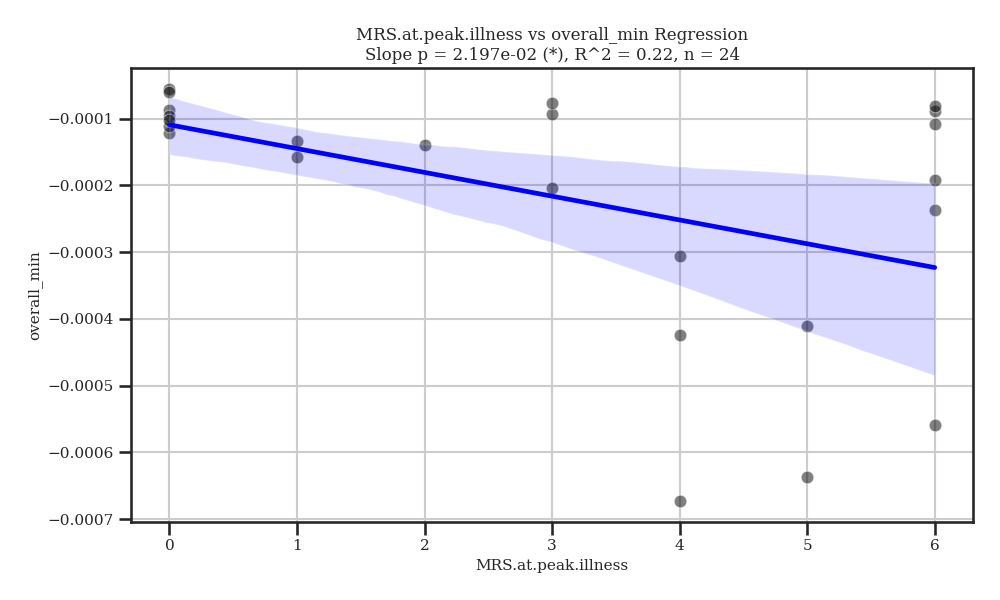 MRS.at.peak.illness vs overall_min Regression
Slope p = 2.197e-02 (*), R^2 = 0.22, n = 24
overall_min
−0.0001
−0.0002
−0.0003
−0.0004
−0.0005
−0.0006
−0.0007
0 1 2 3 4 5 6
MRS.at.peak.illness